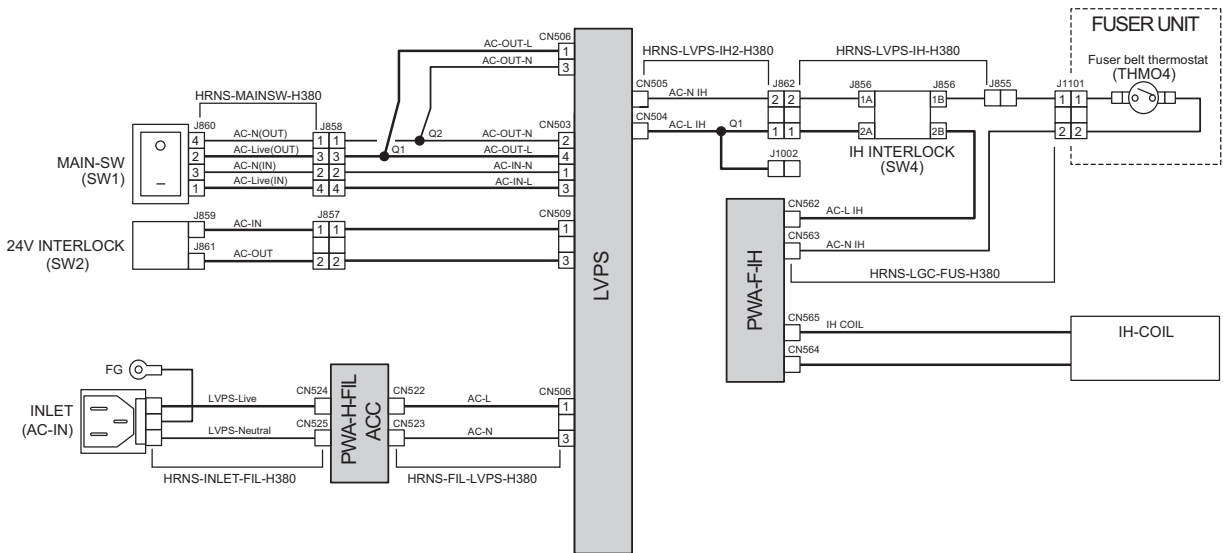 CN506
AC-OUT-L
1
AC-OUT-N
3
HRNS-MAINSW-H380
J860
J858
CN503
4
AC-N(OUT)
1 1
Q2
AC-OUT-N
2
2
AC-Live(OUT)
3 3
Q1
AC-OUT-L
4
3
AC-N(IN)
2 2
AC-IN-N
1
1
AC-Live(IN)
4 4
AC-IN-L
3
MAIN-SW
(SW1)
J859
J857
CN509
AC-IN
1 1
1
J861
AC-OUT
2 2
3
24V INTERLOCK
(SW2)
FG
INLET
(AC-IN)
LVPS-Live
CN524
LVPS-Neutral
CN525
PWA-H-FIL
ACC
CN522
AC-L
CN506
1
CN523
AC-N
3
HRNS-INLET-FIL-H380
HRNS-FIL-LVPS-H380
LVPS
HRNS-LVPS-IH2-H380
HRNS-LVPS-IH-H380
CN505
AC-N IH
J862
2 2
J856
1A
J856
1B
J855
J1101
1 1
CN504
AC-L IH
Q1
1 1
2A
2B
2 2
J1002
IH INTERLOCK
(SW4)
FUSER UNIT
Fuser belt thermostat
(THMO4)
CN562
AC-L IH
CN563
AC-N IH
HRNS-LGC-FUS-H380
PWA-F-IH
CN565
IH COIL
CN564
IH-COIL